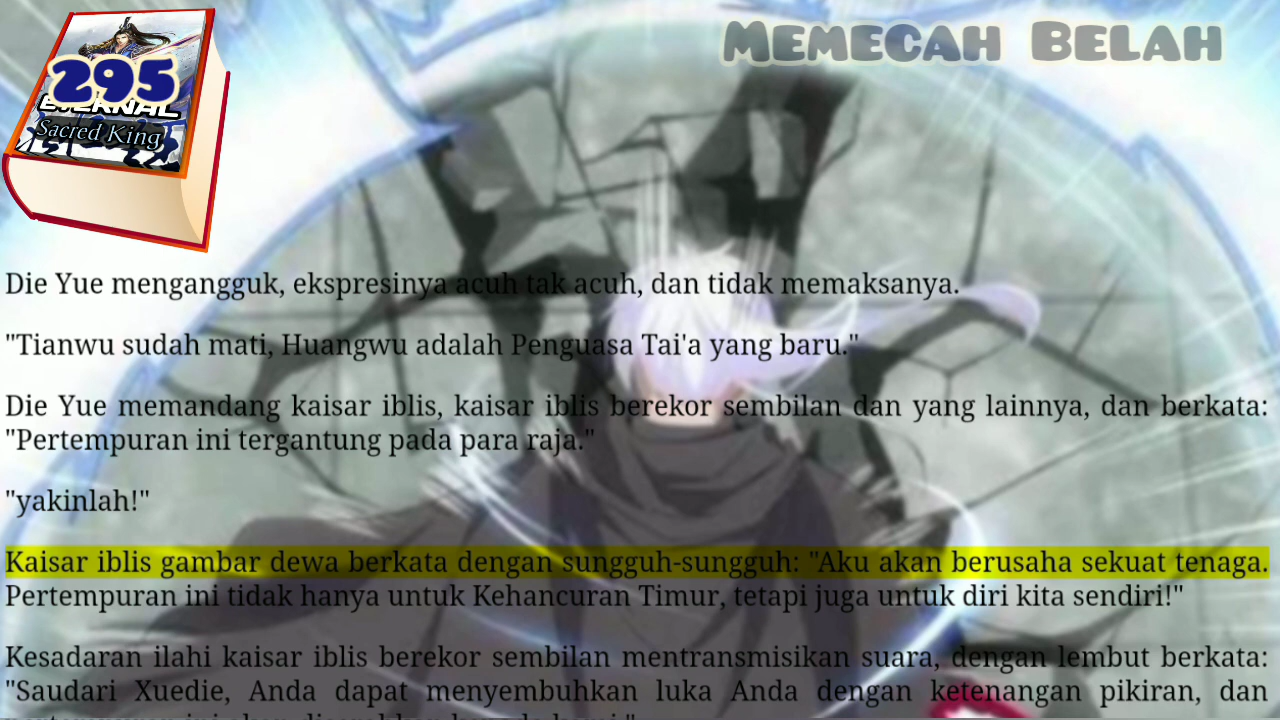 Memecah Belah
295
ETERNAL
Sacred King
Die Yue mengangguk, ekspresinya acuh tak acuh, dan tidak memaksanya.
"Tianwu sudah mati, Huangwu adalah Penguasa Tai'a yang baru."
Die Yue memandang kaisar iblis, kaisar iblis berekor sembilan dan yang lainnya, dan berkata:
"Pertempuran ini tergantung pada para raja."
"yakinlah!"
Kaisar iblis gambar dewa berkata dengan sungguh-sungguh: "Aku akan berusaha sekuat tenaga.
Pertempuran ini tidak hanya untuk Kehancuran Timur, tetapi juga untuk diri kita sendiri!"
Kesadaran ilahi kaisar iblis berekor sembilan mentransmisikan suara, dengan lembut berkata:
"Saudari Xuedie, Anda dapat menyembuhkan luka Anda dengan ketenangan pikiran, dan